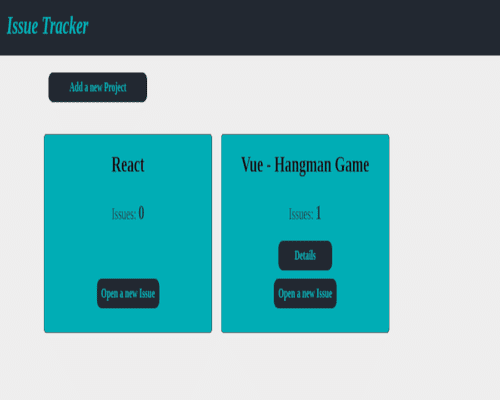 Issue Tracker
Add a new Project
React
Issues: 0
Open a new Issue
Vue - Hangman Game
Issues: 1
Details
Open a new Issue